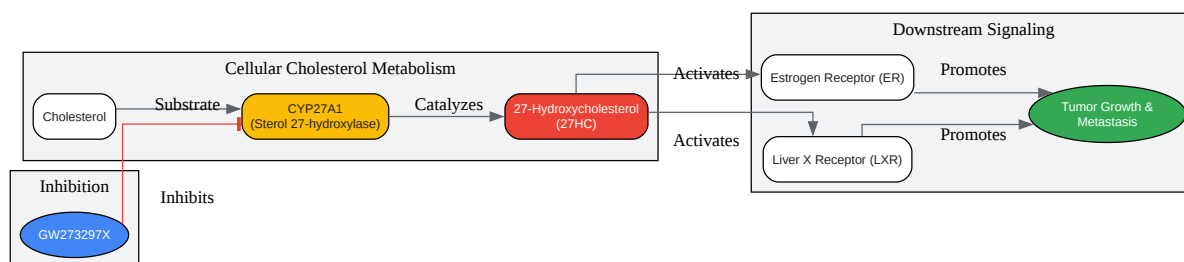 Cellular Cholesterol Metabolism
Cholesterol
Substrate
CYP27A1
(Sterol 27-hydroxylase)
Catalyzes
27-Hydroxycholesterol
(27HC)
Activates
Activates
Downstream Signaling
Estrogen Receptor (ER)
Promotes
Liver X Receptor (LXR)
Promotes
Tumor Growth &
Metastasis
Inhibition
GW273297X
Inhibits